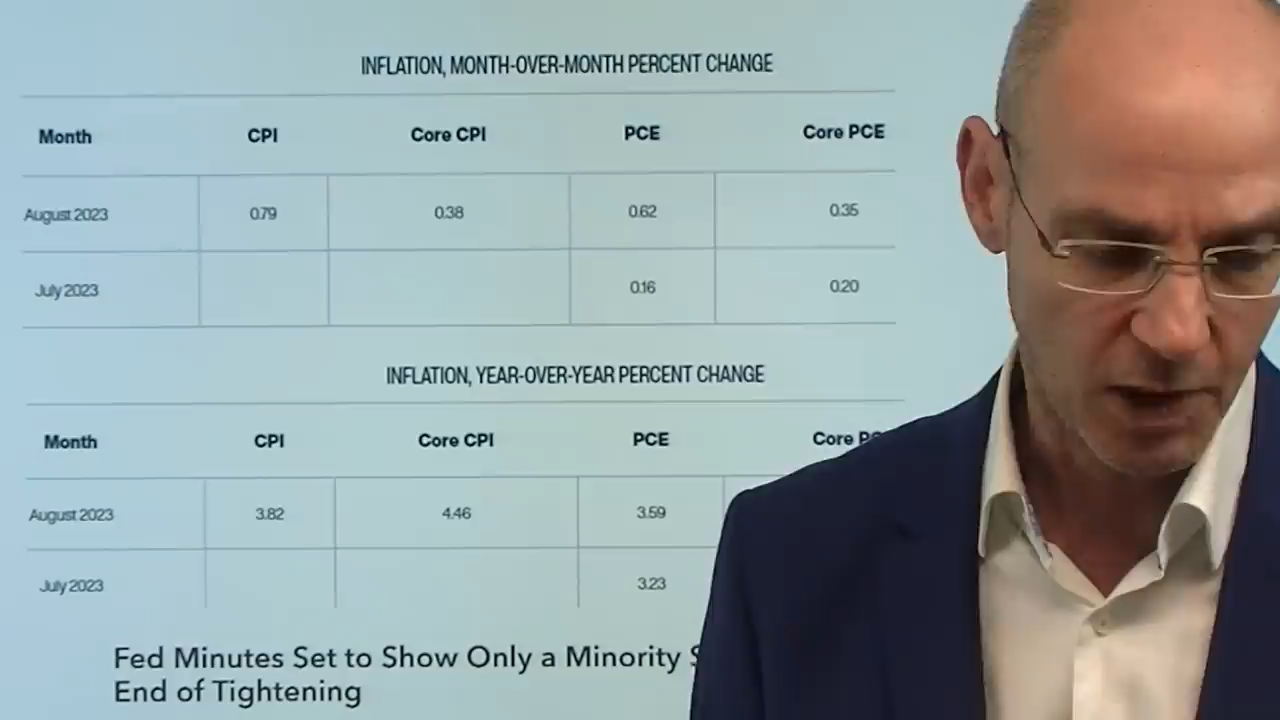 INFLATION, MONTH-OVER-MONTH PERCENT CHANGE
Month CPI Core CPI PCE Core PCE
August 2023 0.79 0.38 0.62 0.35
July 2023 0.16 0.20
INFLATION, YEAR-OVER-YEAR PERCENT CHANGE
Month CPI Core CPI PCE Core
August 2023 3.82 4.46 3.59
July 2023 3.23
Fed Minutes Set to Show Only a Minority
End of Tightening